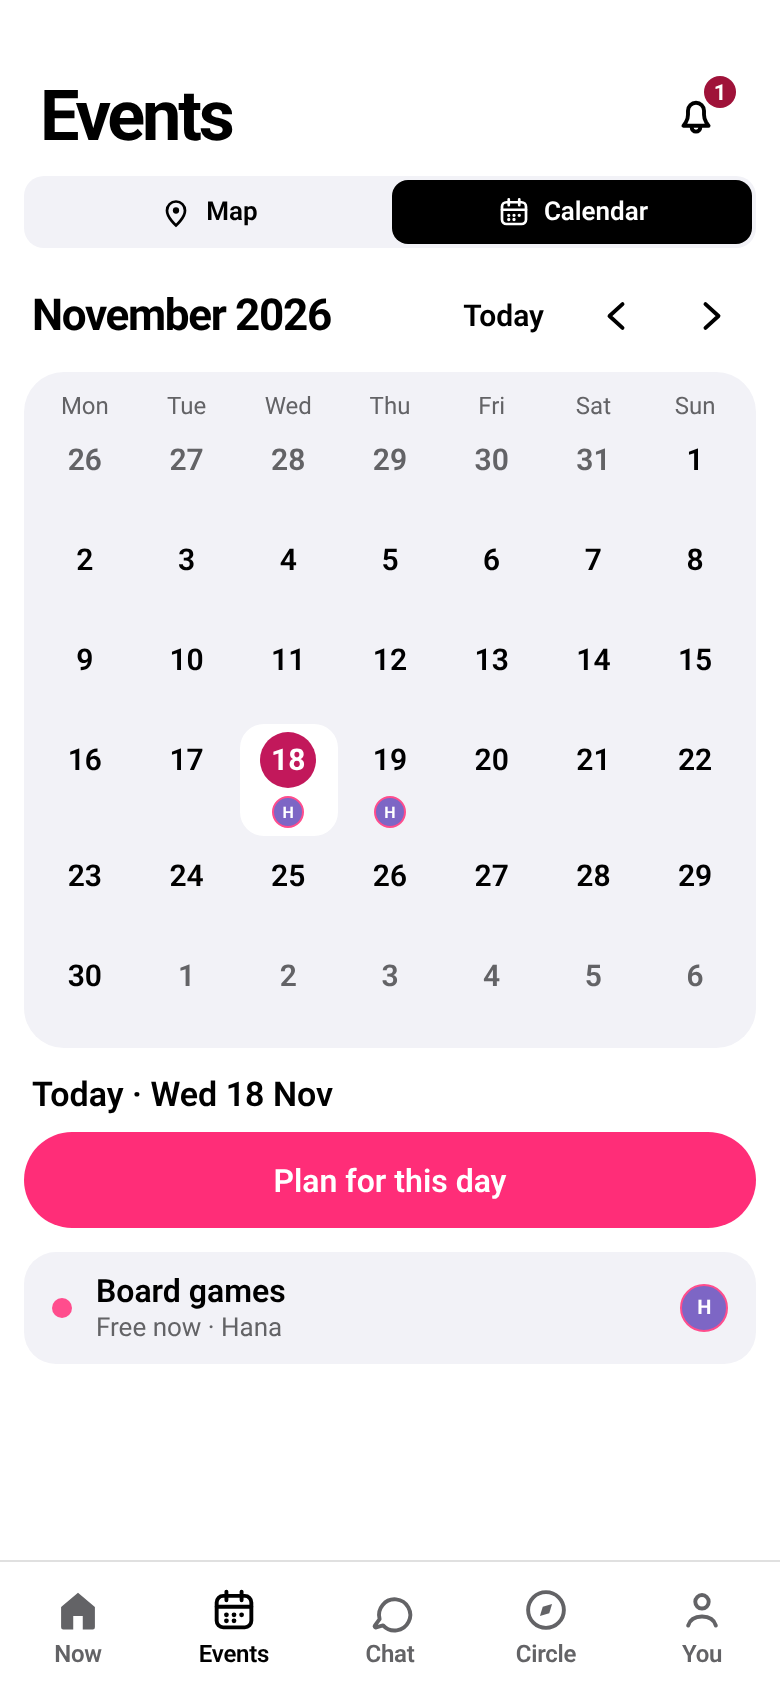 Events
1
Map
Calendar
November 2026
Today
Mon Tue Wed Thu Fri Sat Sun
26 27 28 29 30 31 1
2 3 4 5 6 7 8
9 10 11 12 13 14 15
16 17 18 19 20 21 22
H H
23 24 25 26 27 28 29
30 1 2 3 4 5 6
Today · Wed 18 Nov
Plan for this day
Board games
Free now · Hana
H
Now Events Chat Circle You